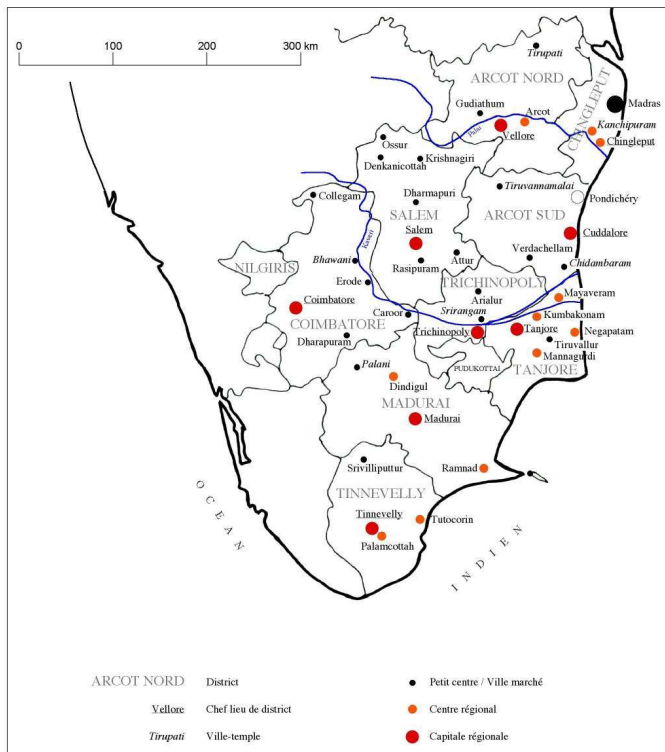 0 100 200 300 km
Tirupati
ARCOT NORD
CHINGLEPUT
Madras
Gudiathum
Arcot
Palar
Vellore
Kanchipuram
Chingleput
Ossur
Denkanicottah
Krishnagiri
Collegam
Dharmapuri
Tiruvannamalai
Pondichéry
SALEM
ARCOT SUD
Salem
Cuddalore
Kaveri
Bhawani
Rasipuram
Attur
Verdachellam
Chidambaram
NILGIRIS
Erode
TRICHINOPOLY
Arialur
Mayaveram
Coimbatore
Caroor
Srirangam
Kumbakonam
COIMBATORE
Trichinopoly
Tanjore
Negapatam
Dharapuram
Tiruvallur
Mannagurdi
Palani
PUDUKOTTAI
TANJORE
Dindigul
MADURAI
Madurai
Srivilliputtur
Ramnad
TINNEVELLY
Tinnevelly
Tutocorin
Palamcottah
OCEAN
INDIEN
ARCOT NORD District
Petit centre / Ville marché
Vellore Chef lieu de district
Centre régional
Tirupati Ville-temple
Capitale régionale